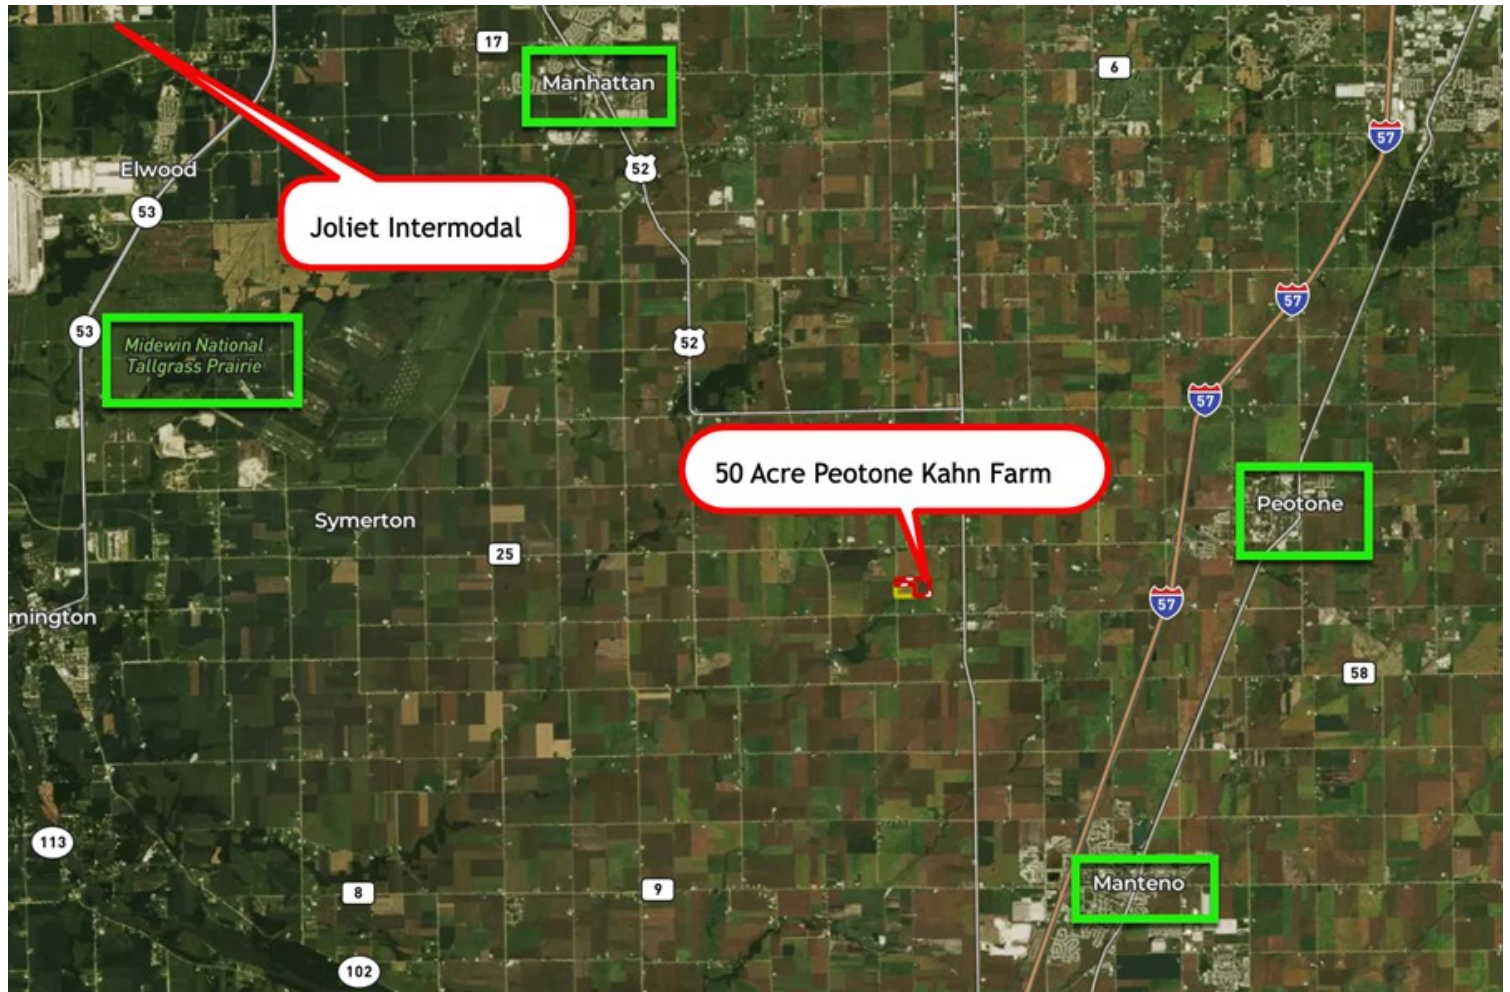 17
Manhattan
6
57
52
Elwood
53
Joliet Intermodal
57
53
Midewin National
Tallgrass Prairie
52
57
50 Acre Peotone Kahn Farm
Peotone
Symerton
25
57
mington
58
113
Manteno
8
9
102